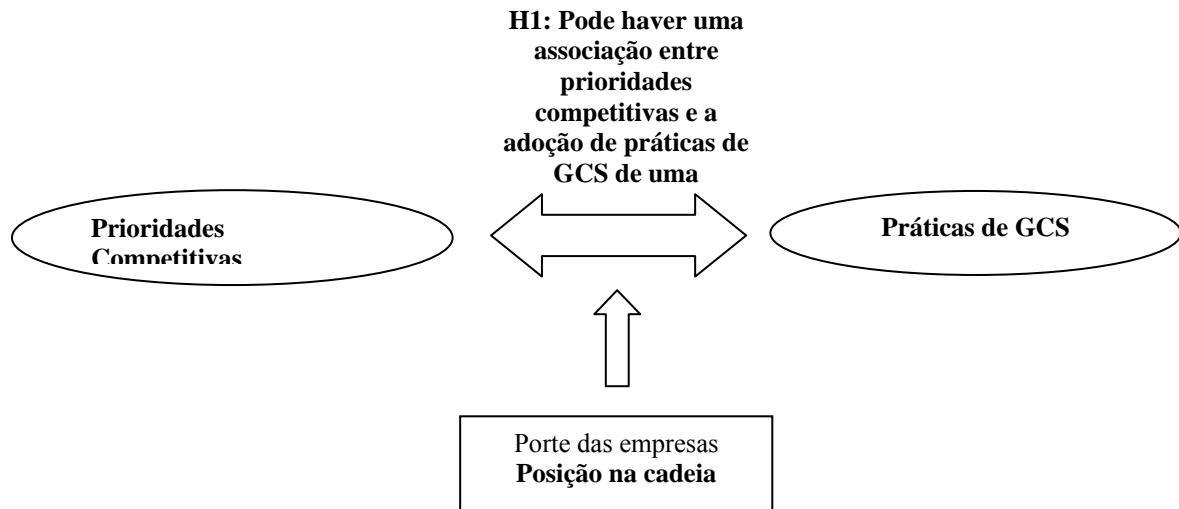 H1: Pode haver uma
associação entre
prioridades
competitivas e a
adoção de práticas de
GCS de uma
Prioridades
Competitivas
Práticas de GCS
Porte das empresas
Posição na cadeia